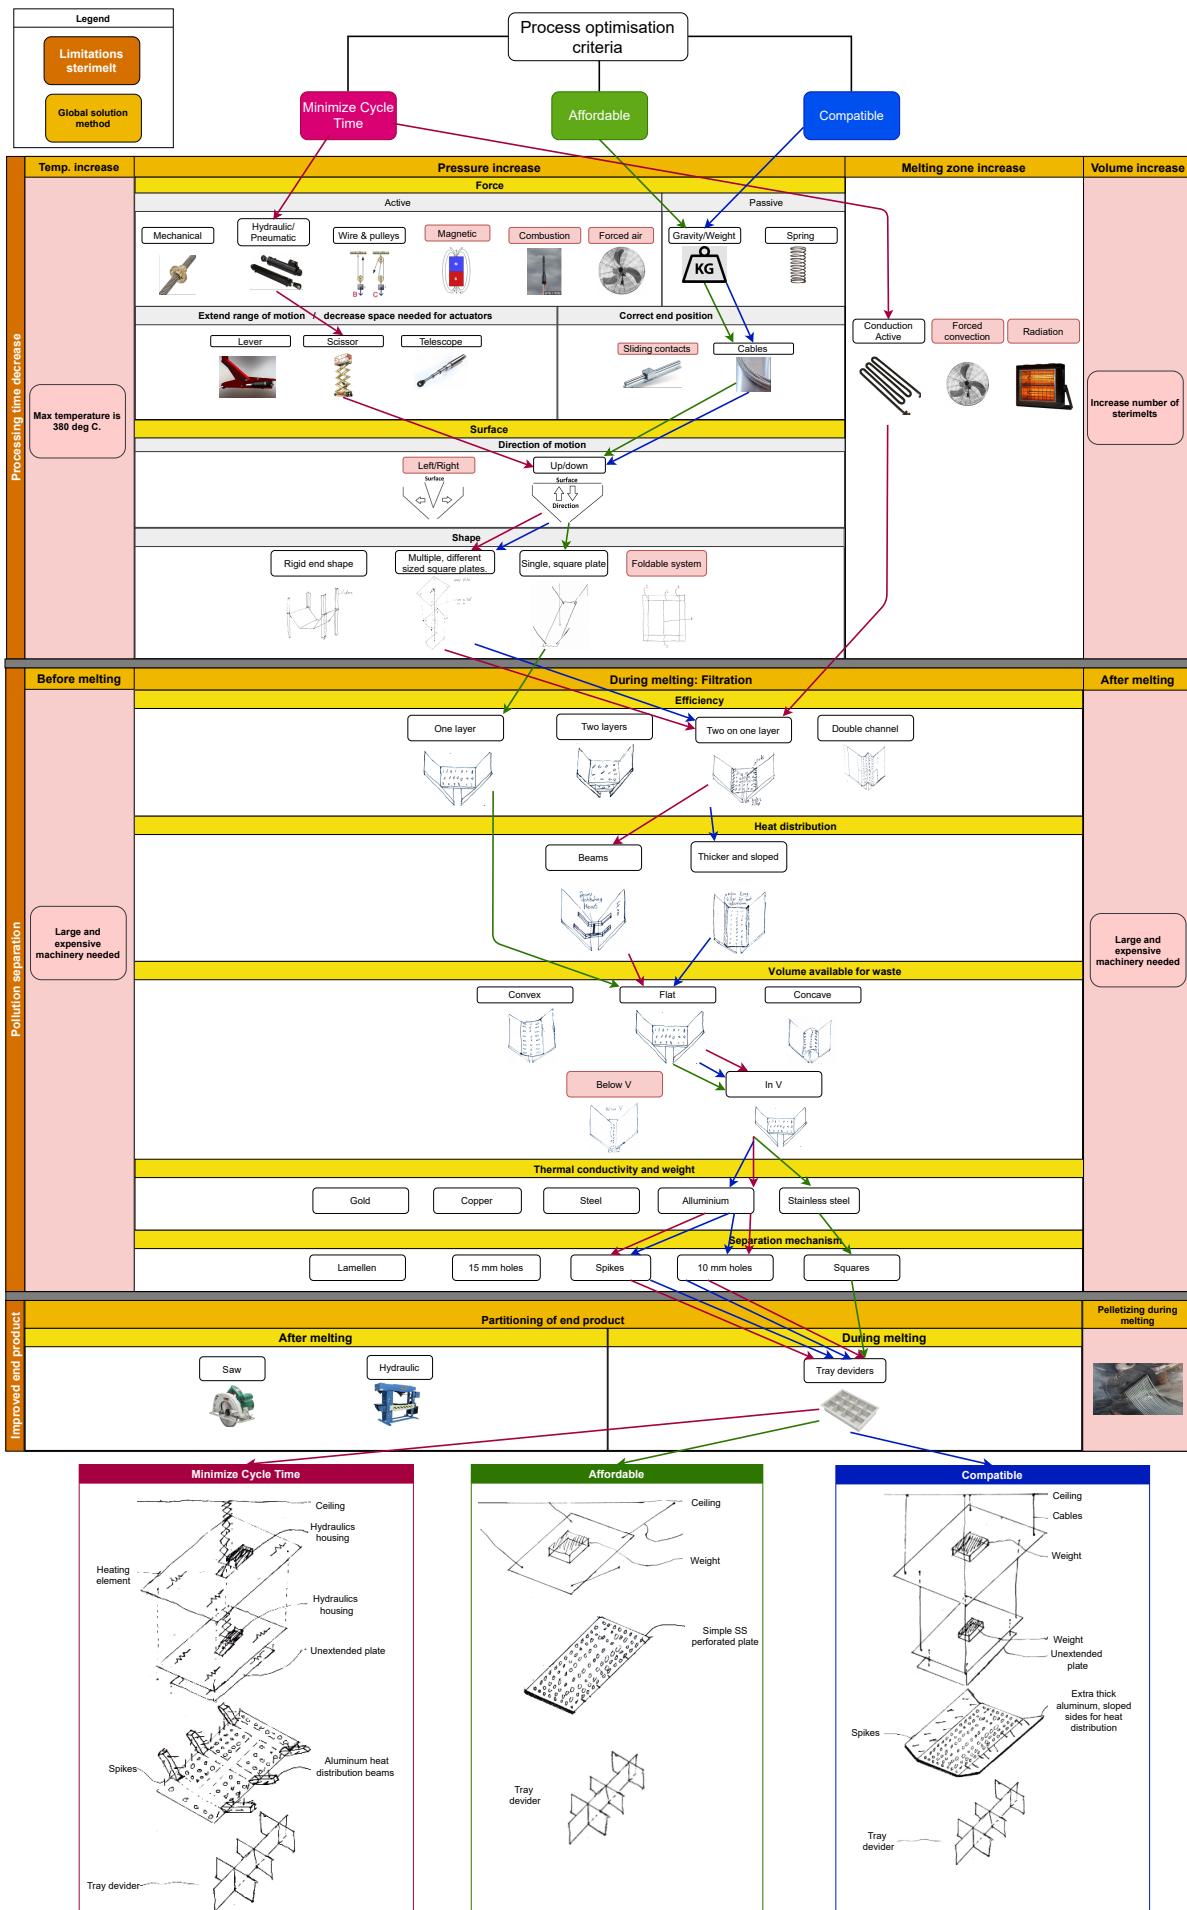 Legend
Limitations
sterimelt
Global solution
method
Process optimisation
criteria
Minimize Cycle
Time
Affordable
Compatible
Processing time decrease
Temp. increase
Pressure increase
Melting zone increase
Volume increase
Force
Active
Passive
Mechanical
Hydraulic/
Pneumatic
Wire & pulleys
Magnetic
Combustion
Forced air
Gravity/Weight
Spring
B
C
KG
Extend range of motion / decrease space needed for actuators
Correct end position
Lever
Scissor
Telescope
Sliding contacts
Cables
Conduction
Active
Forced
convection
Radiation
Max temperature is
380 deg C.
Increase number of
sterimelts
Surface
Direction of motion
Left/Right
Up/down
Surface
Surface
Direction
Shape
Rigid end shape
Multiple, different
sized square plates.
Single, square plate
Foldable system
Pollution separation
Before melting
During melting: Filtration
After melting
Efficiency
One layer
Two layers
Two on one layer
Double channel
Heat distribution
Beams
Thicker and sloped
Large and
expensive
machinery needed
Large and
expensive
machinery needed
Volume available for waste
Convex
Flat
Concave
Below V
In V
Thermal conductivity and weight
Gold
Copper
Steel
Alluminium
Stainless steel
Separation mechanism
Lamellen
15 mm holes
Spikes
10 mm holes
Squares
Improved end product
Partitioning of end product
Pelletizing during
melting
After melting
During melting
Saw
Hydraulic
Tray deviders
Minimize Cycle Time
Ceiling
Hydraulics
housing
Heating
element
Hydraulics
housing
Unextended plate
Spikes
Aluminum heat
distribution beams
Tray devider
Affordable
Ceiling
Weight
Simple SS
perforated plate
Tray
devider
Compatible
Ceiling
Cables
Weight
Weight
Unextended
plate
Extra thick
aluminum, sloped
sides for heat
distribution
Spikes
Tray
devider